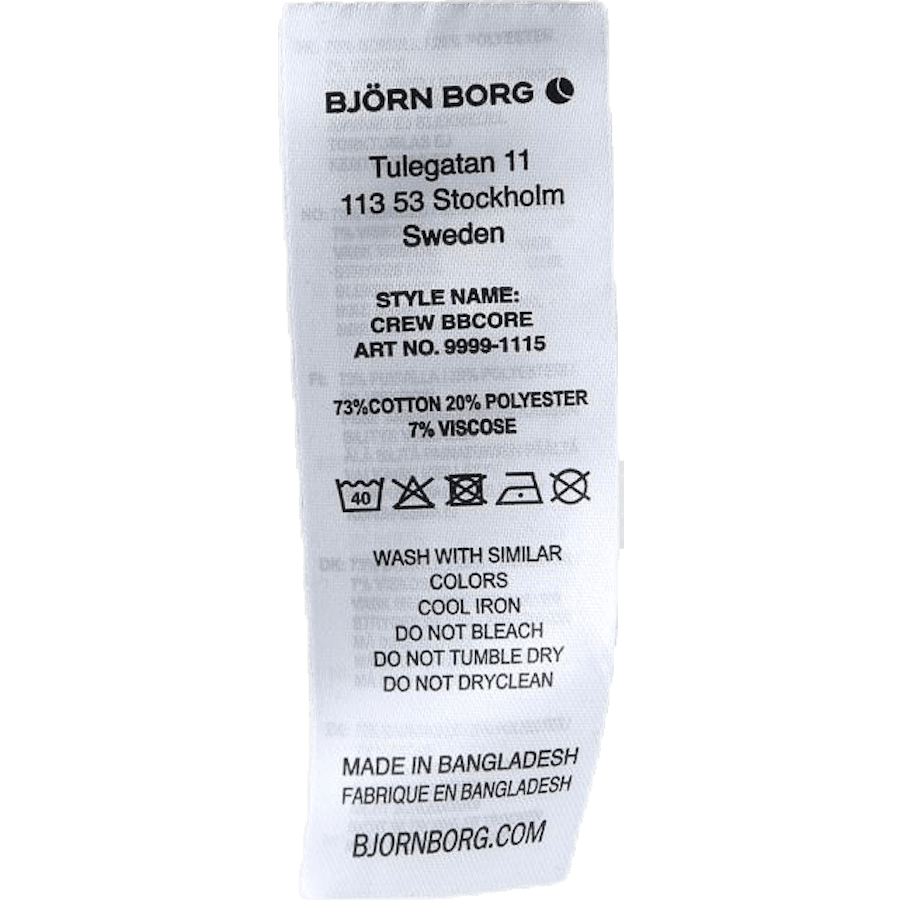 BJÖRN BORG
Tulegatan 11
113 53 Stockholm
Sweden
STYLE NAME:
CREW BBCORE
ART NO. 9999-1115
73%COTTON 20% POLYESTER
7% VISCOSE
40
WASH WITH SIMILAR
COLORS
COOL IRON
DO NOT BLEACH
DO NOT TUMBLE DRY
DO NOT DRYCLEAN
MADE IN BANGLADESH
FABRIQUE EN BANGLADESH
BJORNBORG.COM